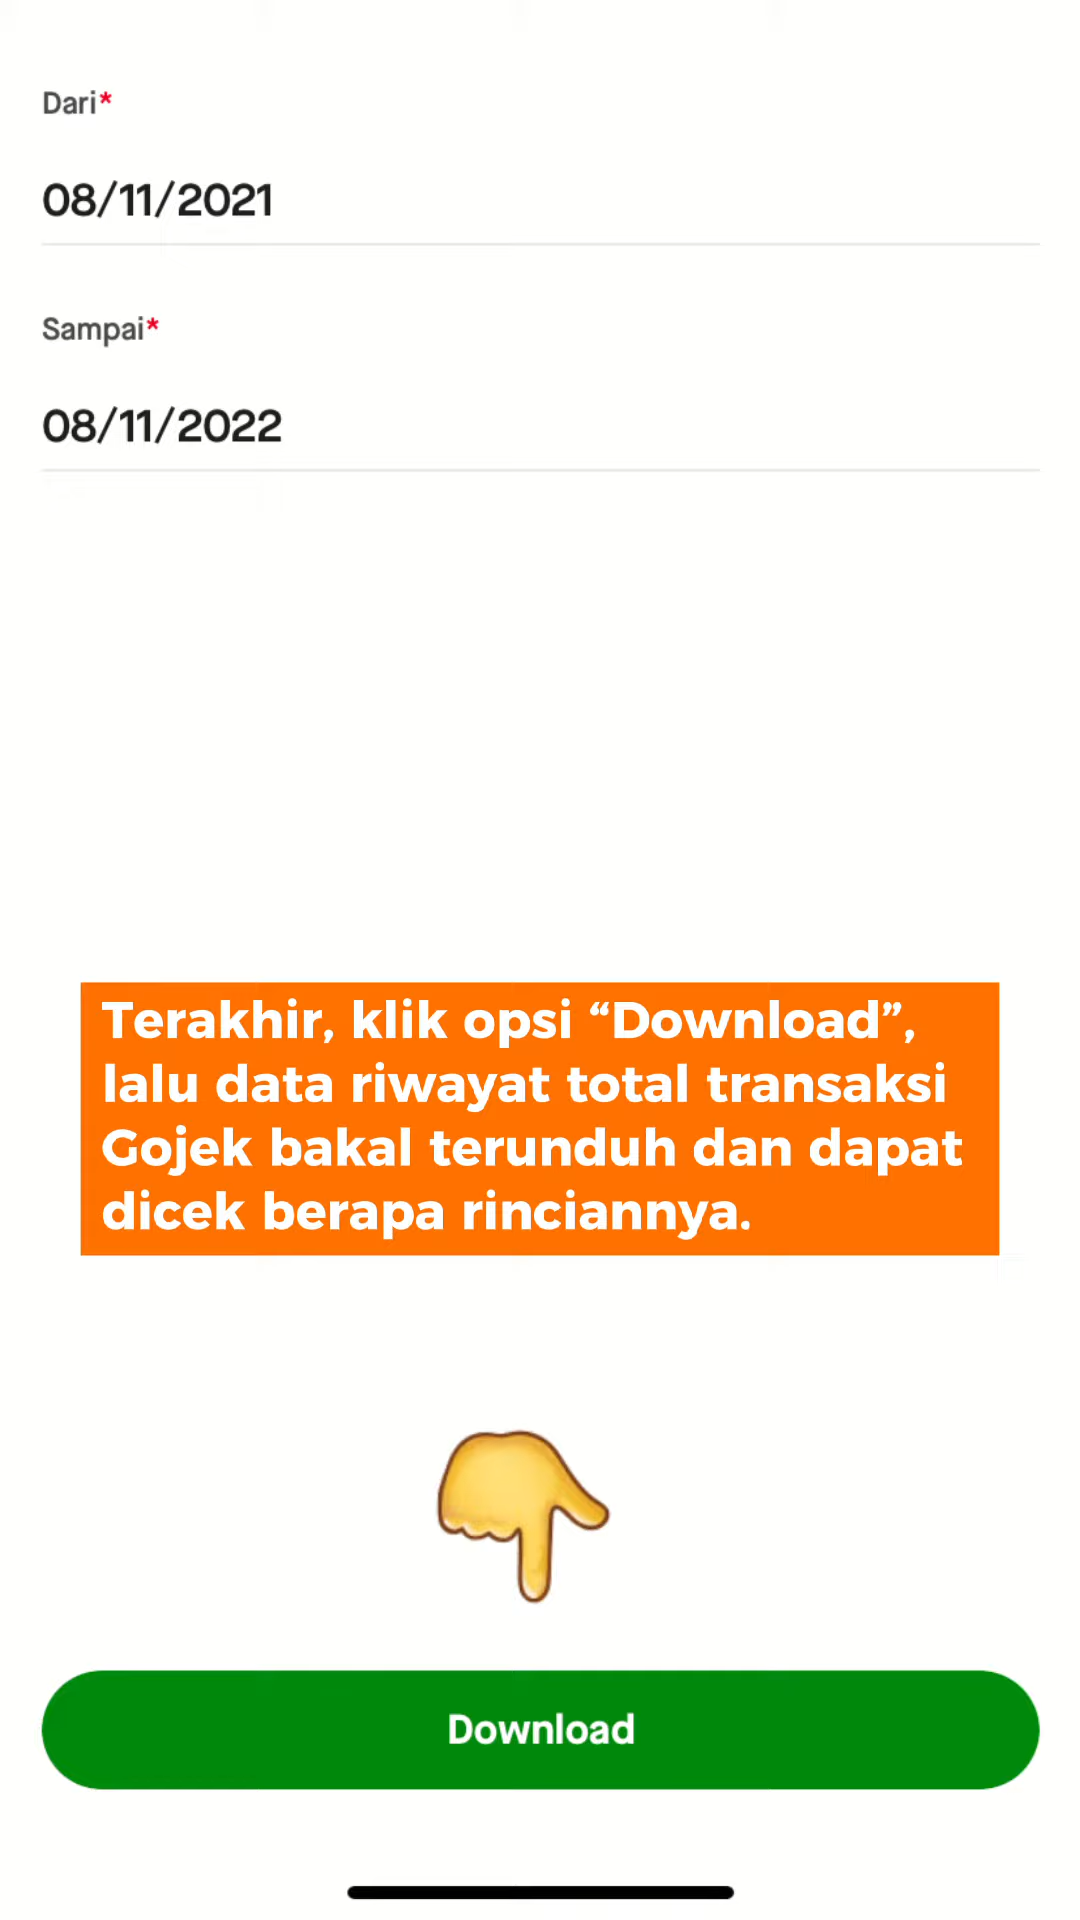 Dari*
08/11/2021
Sampai*
08/11/2022
Terakhir, klik opsi “Download”,
lalu data riwayat total transaksi
Gojek bakal terunduh dan dapat
dicek berapa rinciannya.
Download